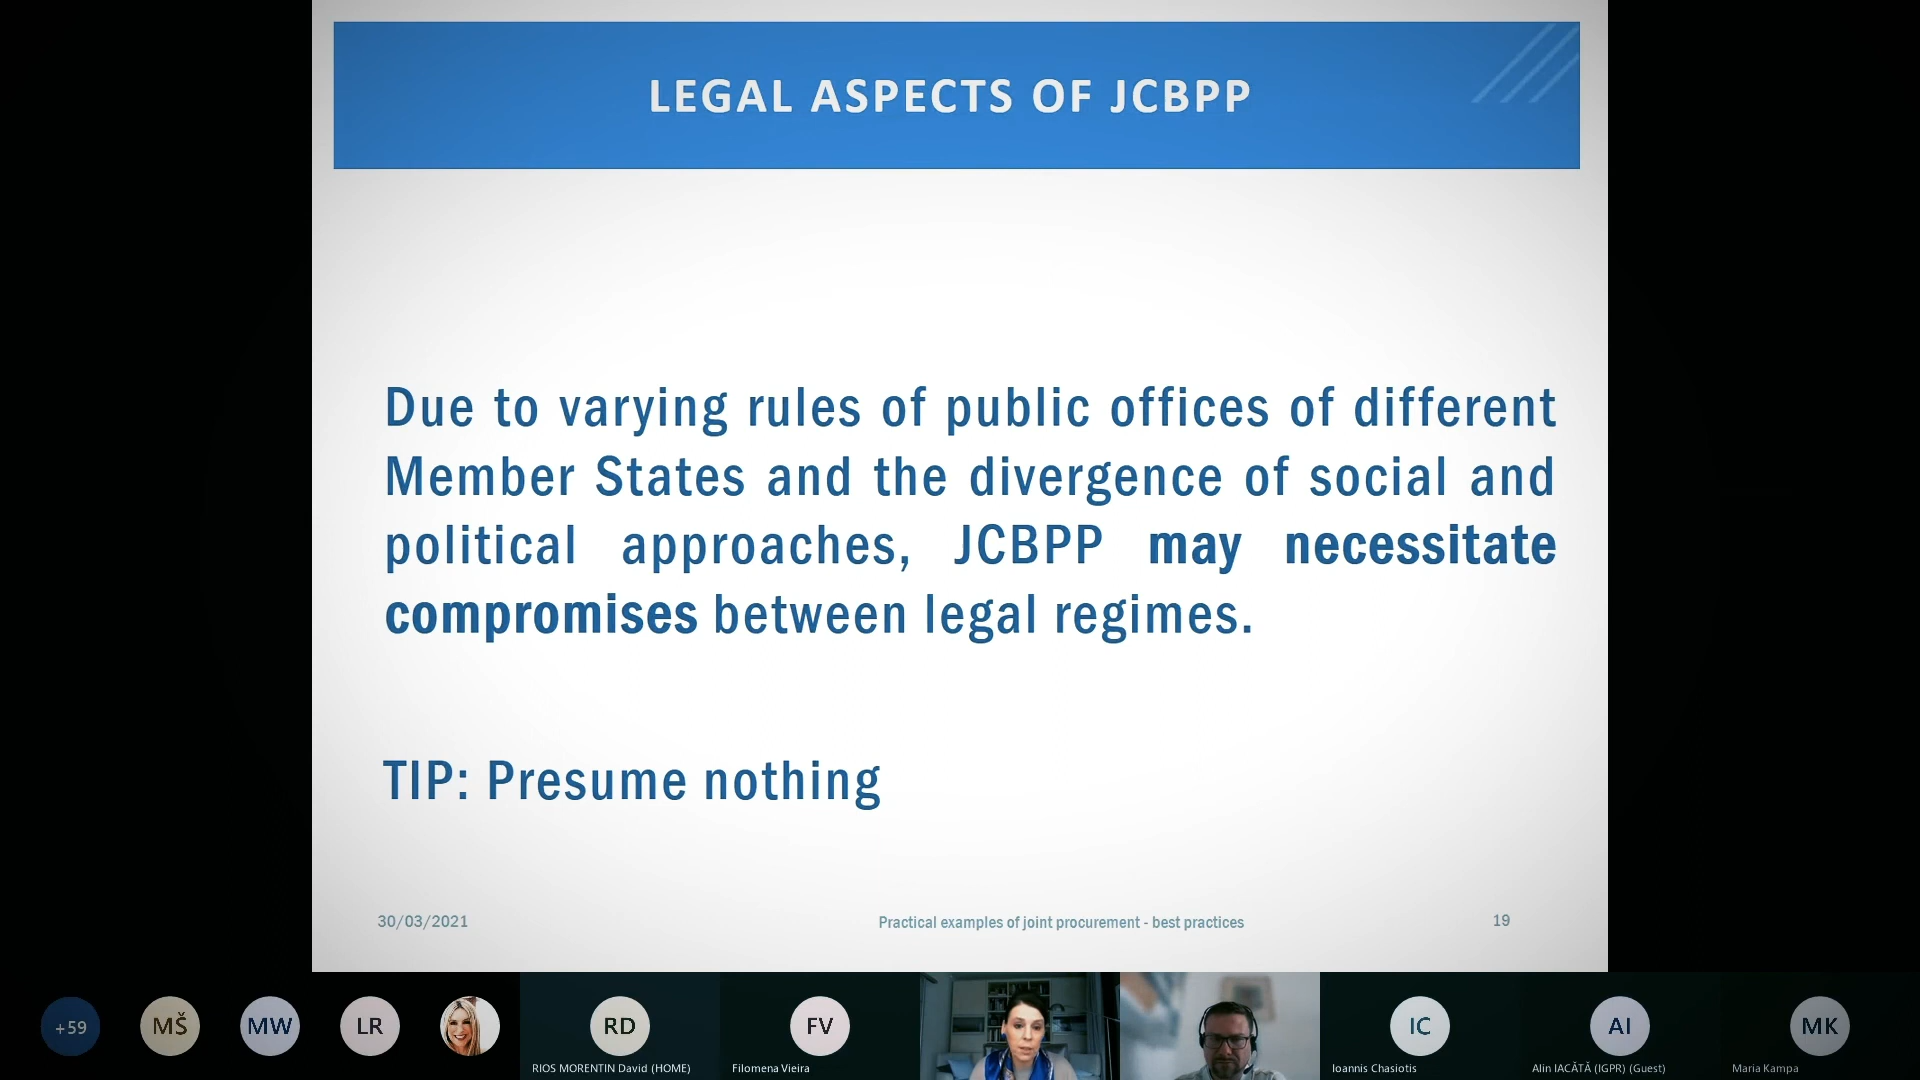 LEGAL ASPECTS OF JCBPP
Due to varying rules of public offices of different
Member States and the divergence of social and
political approaches, JCBPP may necessitate
compromises between legal regimes.
TIP: Presume nothing
30/03/2021
Practical examples of joint procurement - best practices
19
+59
MŠ
MW
LR
RD
FV
IC
AI
MK
RIOS MORENTIN David (HOME)
Filomena Vieira
Ioannis Chasiotis
Alin IACĂTĂ (IGPR) (Guest)
Maria Kampa